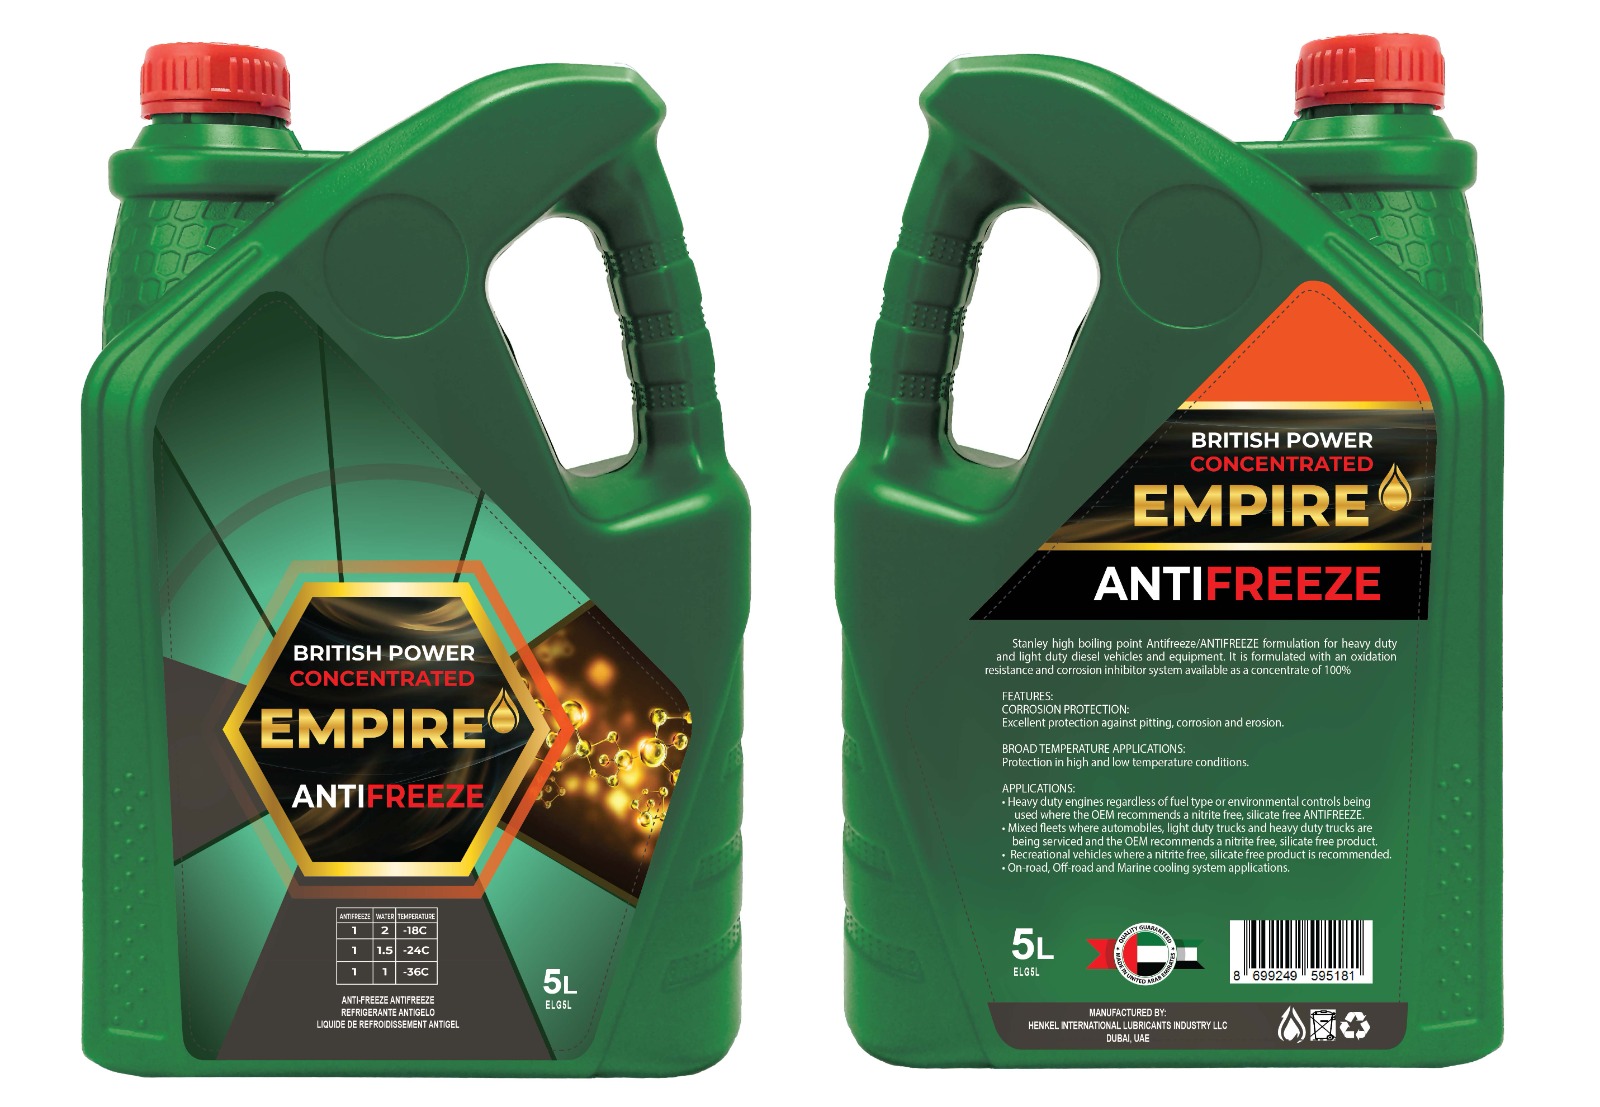 BRITISH POWER
CONCENTRATED
EMPIRE
ANTIFREEZE
ANTIFREEZE WATER TEMPERATURE
1 2 -18C
1 1.5 -24C
1 1 -36C
ANTI-FREEZE ANTIFREEZE
REFRIGERANTE ANTIGELO
LIQUIDE DE REFROIDISSEMENT ANTIGEL
5L
ELG5L
BRITISH POWER
CONCENTRATED
EMPIRE
ANTIFREEZE
Stanley high boiling point Antifreeze/ANTIFREEZE formulation for heavy duty
and light duty diesel vehicles and equipment. It is formulated with an oxidation
resistance and corrosion inhibitor system available as a concentrate of 100%
FEATURES:
CORROSION PROTECTION:
Excellent protection against pitting, corrosion and erosion.
BROAD TEMPERATURE APPLICATIONS:
Protection in high and low temperature conditions.
APPLICATIONS:
• Heavy duty engines regardless of fuel type or environmental controls being
used where the OEM recommends a nitrite free, silicate free ANTIFREEZE.
• Mixed fleets where automobiles, light duty trucks and heavy duty trucks are
being serviced and the OEM recommends a nitrite free, silicate free product.
• Recreational vehicles where a nitrite free, silicate free product is recommended.
• On-road, Off-road and Marine cooling system applications.
5L
ELG5L
QUALITY GUARANTEED
MADE IN UNITED ARAB EMIRATES
8 699249 595181
MANUFACTURED BY:
HENKEL INTERNATIONAL LUBRICANTS INDUSTRY LLC
DUBAI, UAE